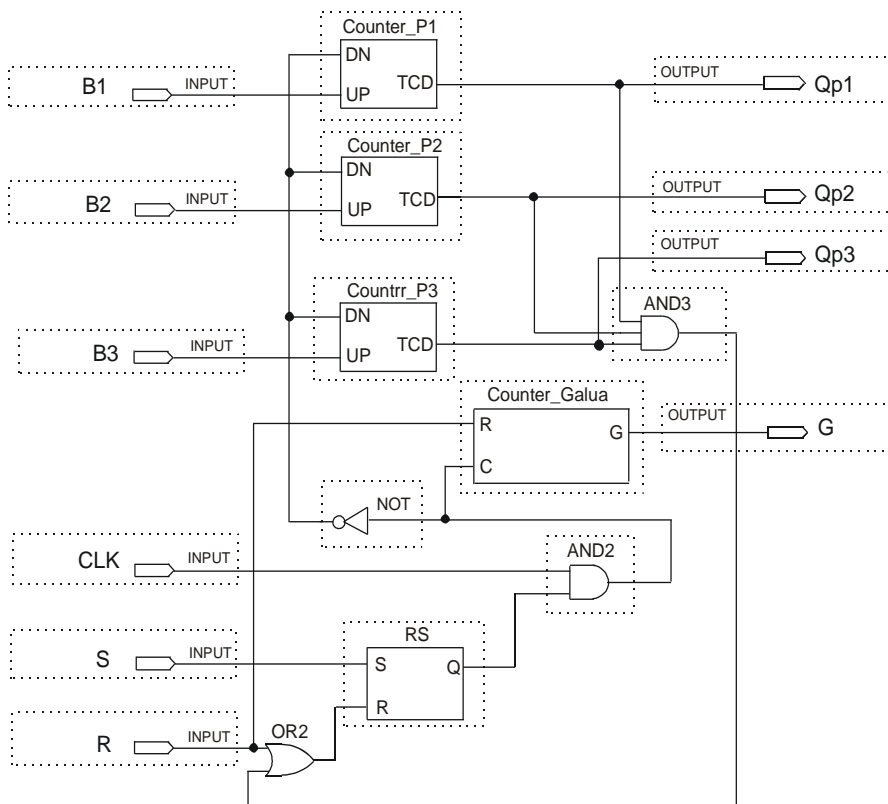 Counter_P1
DN
TCD
UP
B1
INPUT
OUTPUT
Qp1
Counter_P2
DN
TCD
UP
B2
INPUT
OUTPUT
Qp2
OUTPUT
Qp3
Countrr_P3
DN
TCD
UP
B3
INPUT
AND3
Counter_Galua
R
G
C
OUTPUT
G
NOT
CLK
INPUT
AND2
RS
S
INPUT
S
Q
R
R
INPUT
OR2